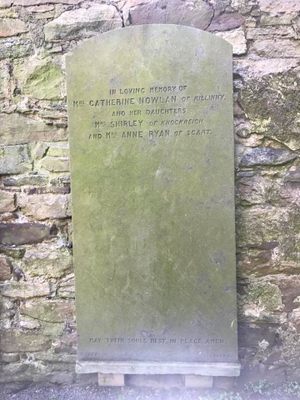 IN LOVING MEMORY OF
MRS CATHERINE NOWLAN OF KILLINNY,
AND HER DAUGHTERS
MRS SHIRLEY OF KNOCKREIGH
AND MRS ANNE RYAN OF SCART.
MAY THEIR SOULS REST IN PEACE AMEN